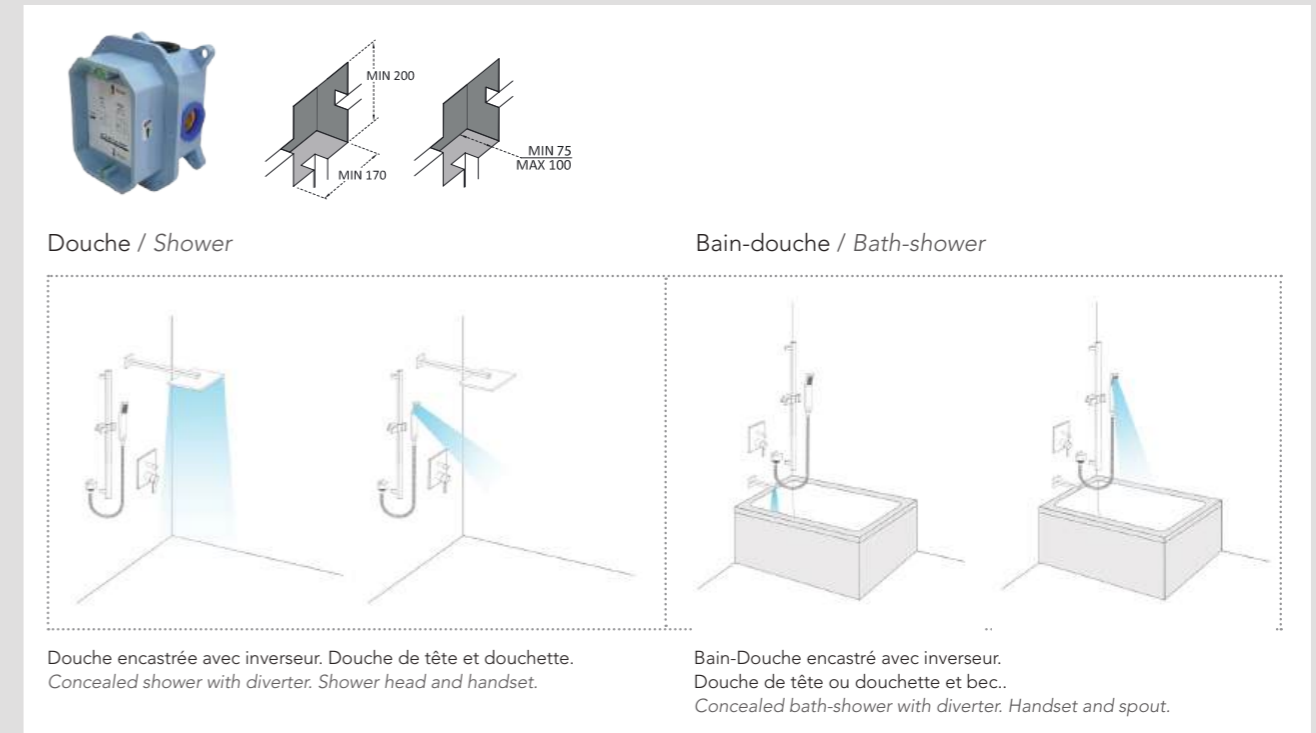 MIN 200
MIN 170
MIN 75
MAX 100
Douche / Shower
Bain-douche / Bath-shower
Douche encastrée avec inverseur. Douche de tête et douchette.
Concealed shower with diverter. Shower head and handset.
Bain-Douche encastré avec inverseur.
Douche de tête ou douchette et bec..
Concealed bath-shower with diverter. Handset and spout.